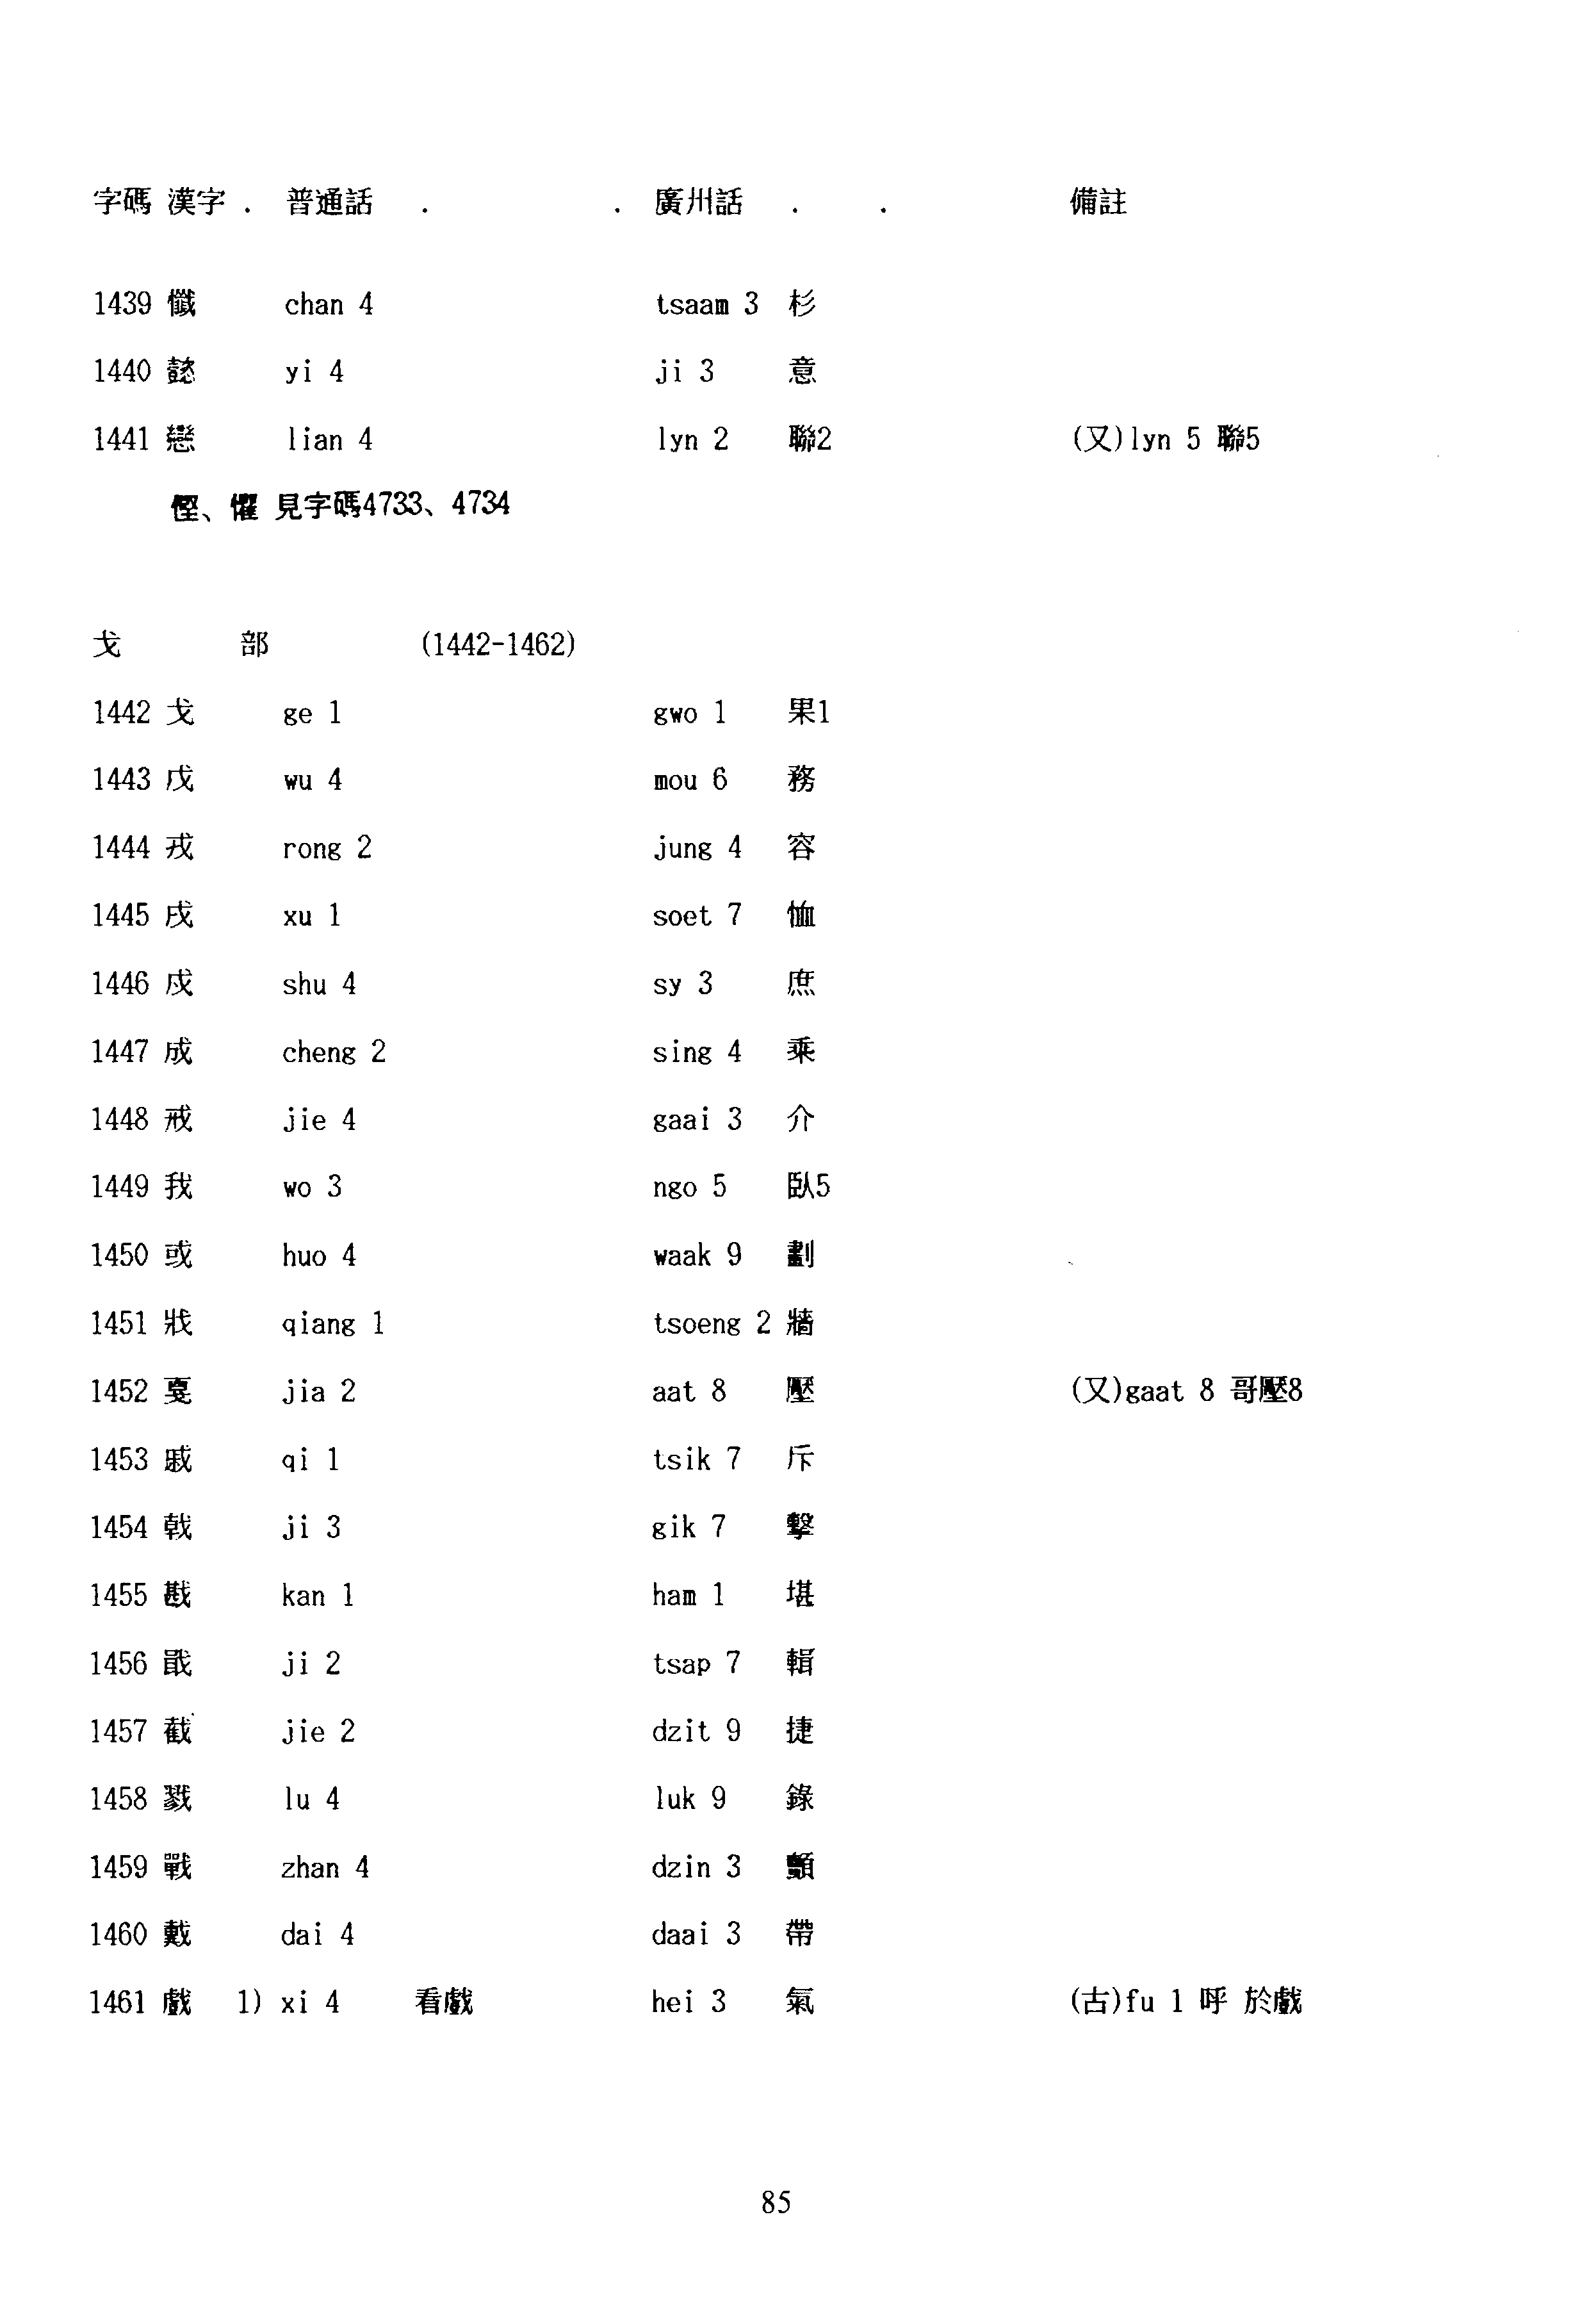 字碼 漢字 . 普通話 . . 廣州話 . . 備註
1439 懺 chan 4 tsaam 3 杉
1440 懿 yi 4 ji 3 意
1441 戀 lian 4 lyn 2 聯2 (又)lyn 5 聯5
慳、懼 見字碼4733、4734
戈 部 (1442-1462)
1442 戈 ge 1 gwo 1 果1
1443 戊 wu 4 mou 6 務
1444 戎 rong 2 jung 4 容
1445 戌 xu 1 soet 7 恤
1446 戍 shu 4 sy 3 庶
1447 成 cheng 2 sing 4 乘
1448 戒 jie 4 gaai 3 介
1449 我 wo 3 ngo 5 臥5
1450 或 huo 4 waak 9 劃
1451 戕 qiang 1 tsoeng 2 牆
1452 戛 jia 2 aat 8 壓 (又)gaat 8 哥壓8
1453 戚 qi 1 tsik 7 斥
1454 戟 ji 3 gik 7 擊
1455 戡 kan 1 ham 1 堪
1456 戢 ji 2 tsap 7 輯
1457 截 jie 2 dzit 9 捷
1458 戮 lu 4 luk 9 錄
1459 戰 zhan 4 dzin 3 顫
1460 戴 dai 4 daai 3 帶
1461 戲 1) xi 4 看戲 hei 3 氣 (古)fu 1 呼 於戲
85